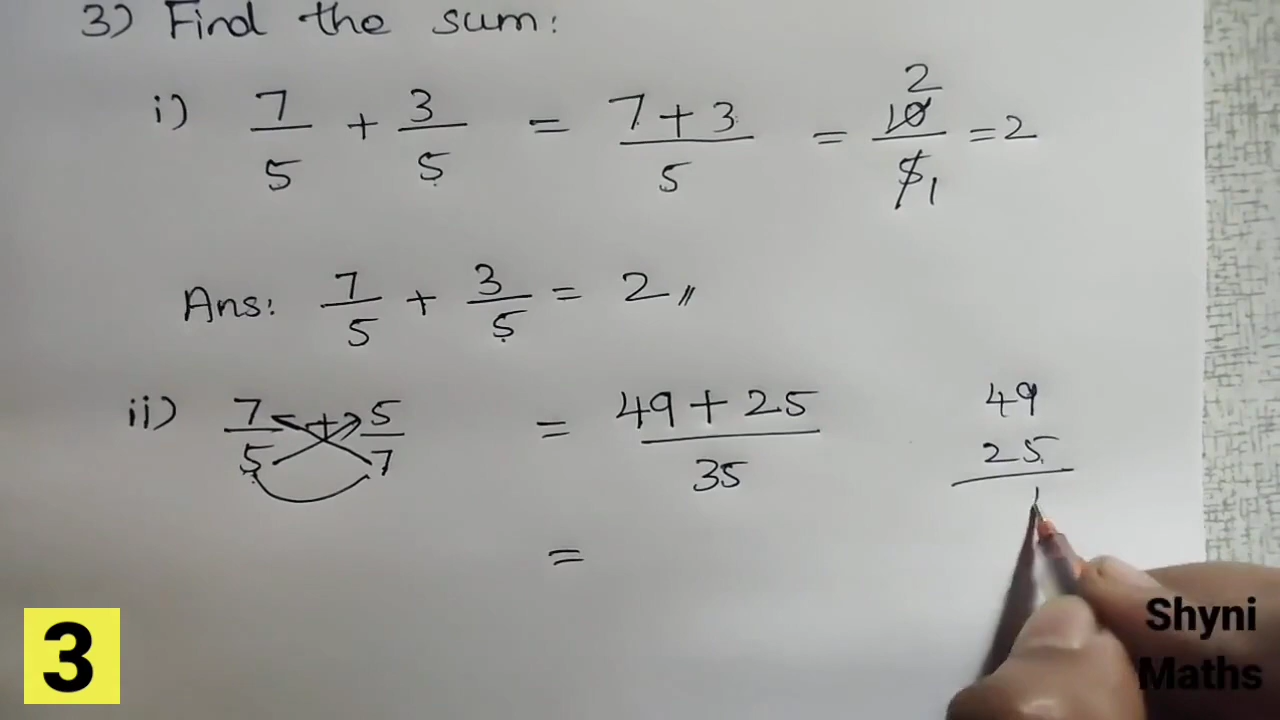 3) Find the sum:
i) 7/5 + 3/5 = 7+3/5 = 10/5 = 2
2
1
Ans: 7/5 + 3/5 = 2 //
ii) 7/5 + 5/7 = 49 + 25/35
49
25
=
3
Shyni
Maths